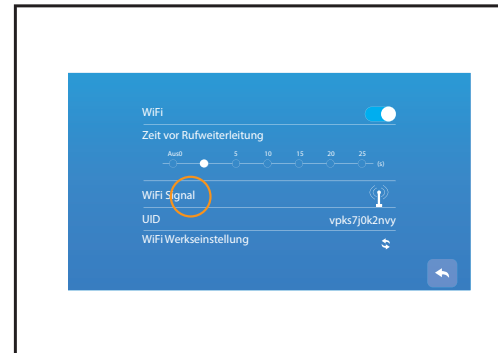 WiFi
Zeit vor Rufweiterleitung
Aus0 5 10 15 20 25
(s)
WiFi Signal
UID vpks7j0k2nvy
WiFi Werkseinstellung